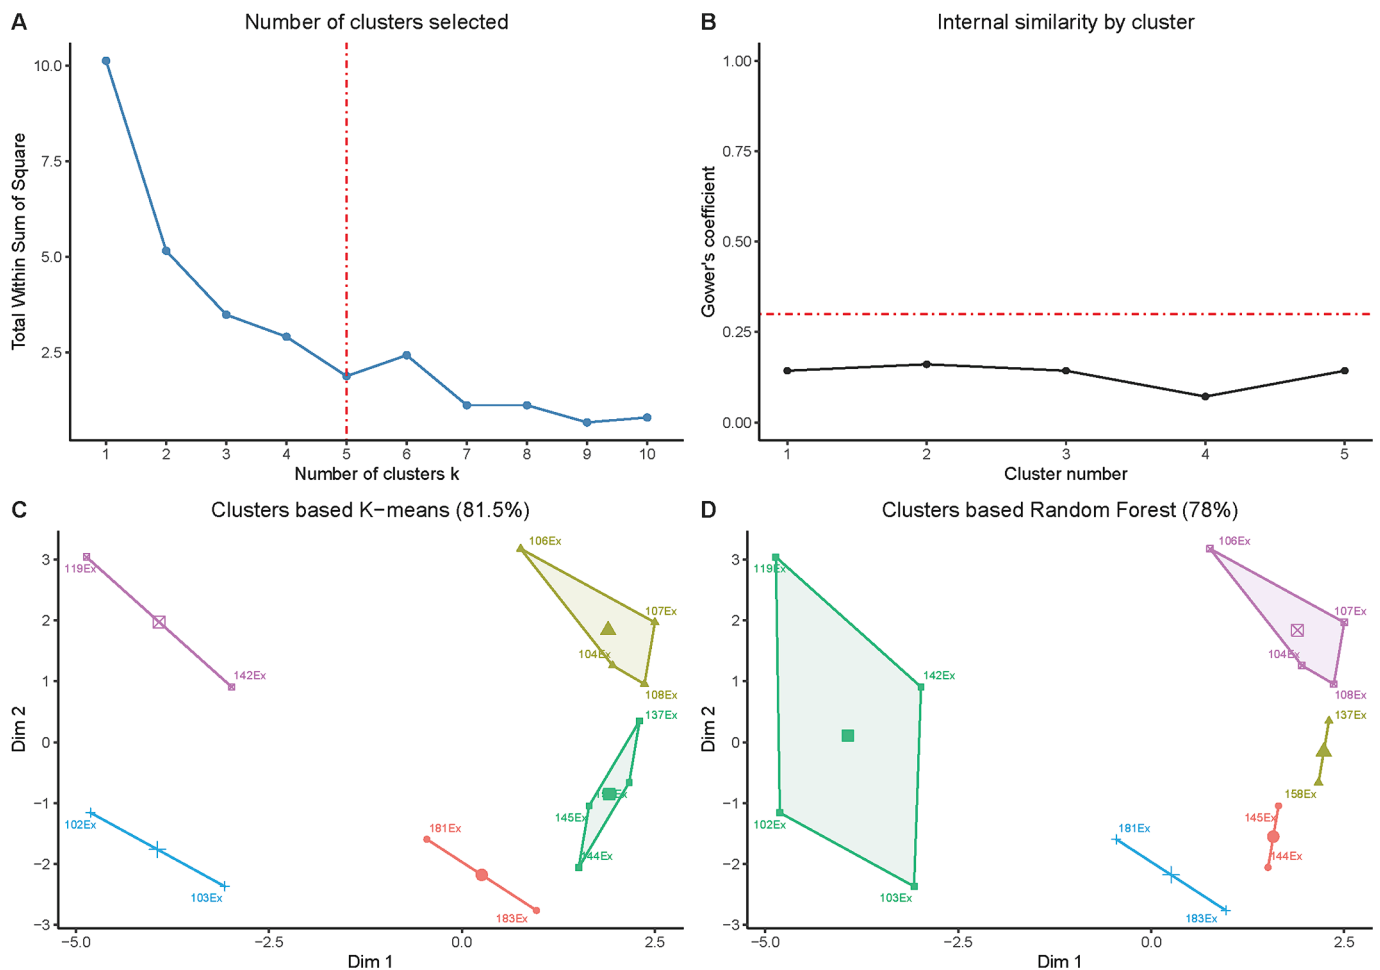 A
Number of clusters selected
Total Within Sum of Square
10.0
7.5
5.0
2.5
1 2 3 4 5 6 7 8 9 10
Number of clusters k
B
Internal similarity by cluster
Gower's coefficient
1.00
0.75
0.50
0.25
0.00
1 2 3 4 5
Cluster number
C
Clusters based K−means (81.5%)
Dim 2
3
2
1
0
−1
−2
−3
119Ex
142Ex
106Ex
107Ex
104Ex
108Ex
137Ex
145Ex
144Ex
102Ex
103Ex
181Ex
183Ex
−5.0 −2.5 0.0 2.5
Dim 1
D
Clusters based Random Forest (78%)
Dim 2
3
2
1
0
−1
−2
−3
119Ex
142Ex
102Ex
103Ex
106Ex
107Ex
104Ex
108Ex
137Ex
158Ex
145Ex
144Ex
181Ex
183Ex
−5.0 −2.5 0.0 2.5
Dim 1